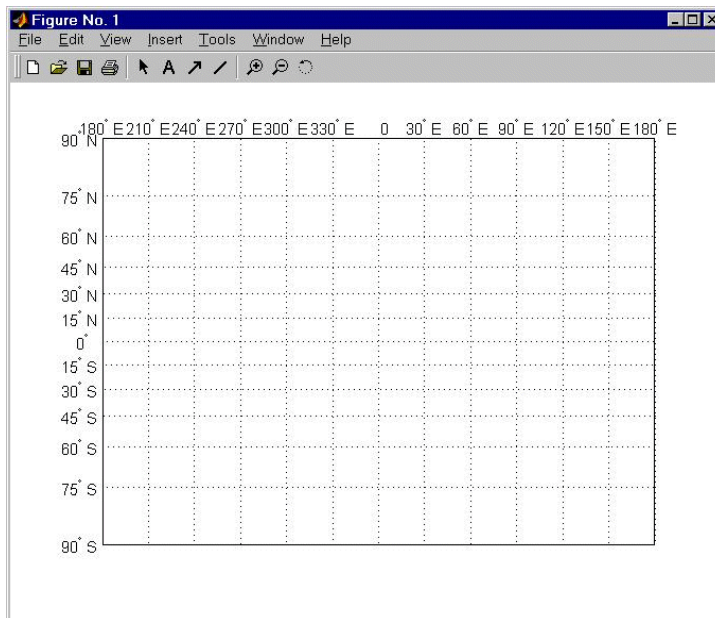 Figure No. 1
File Edit View Insert Tools Window Help
A
180° E 210° E 240° E 270° E 300° E 330° E 0 30° E 60° E 90° E 120° E 150° E 180° E
90° N
75° N
60° N
45° N
30° N
15° N
0°
15° S
30° S
45° S
60° S
75° S
90° S